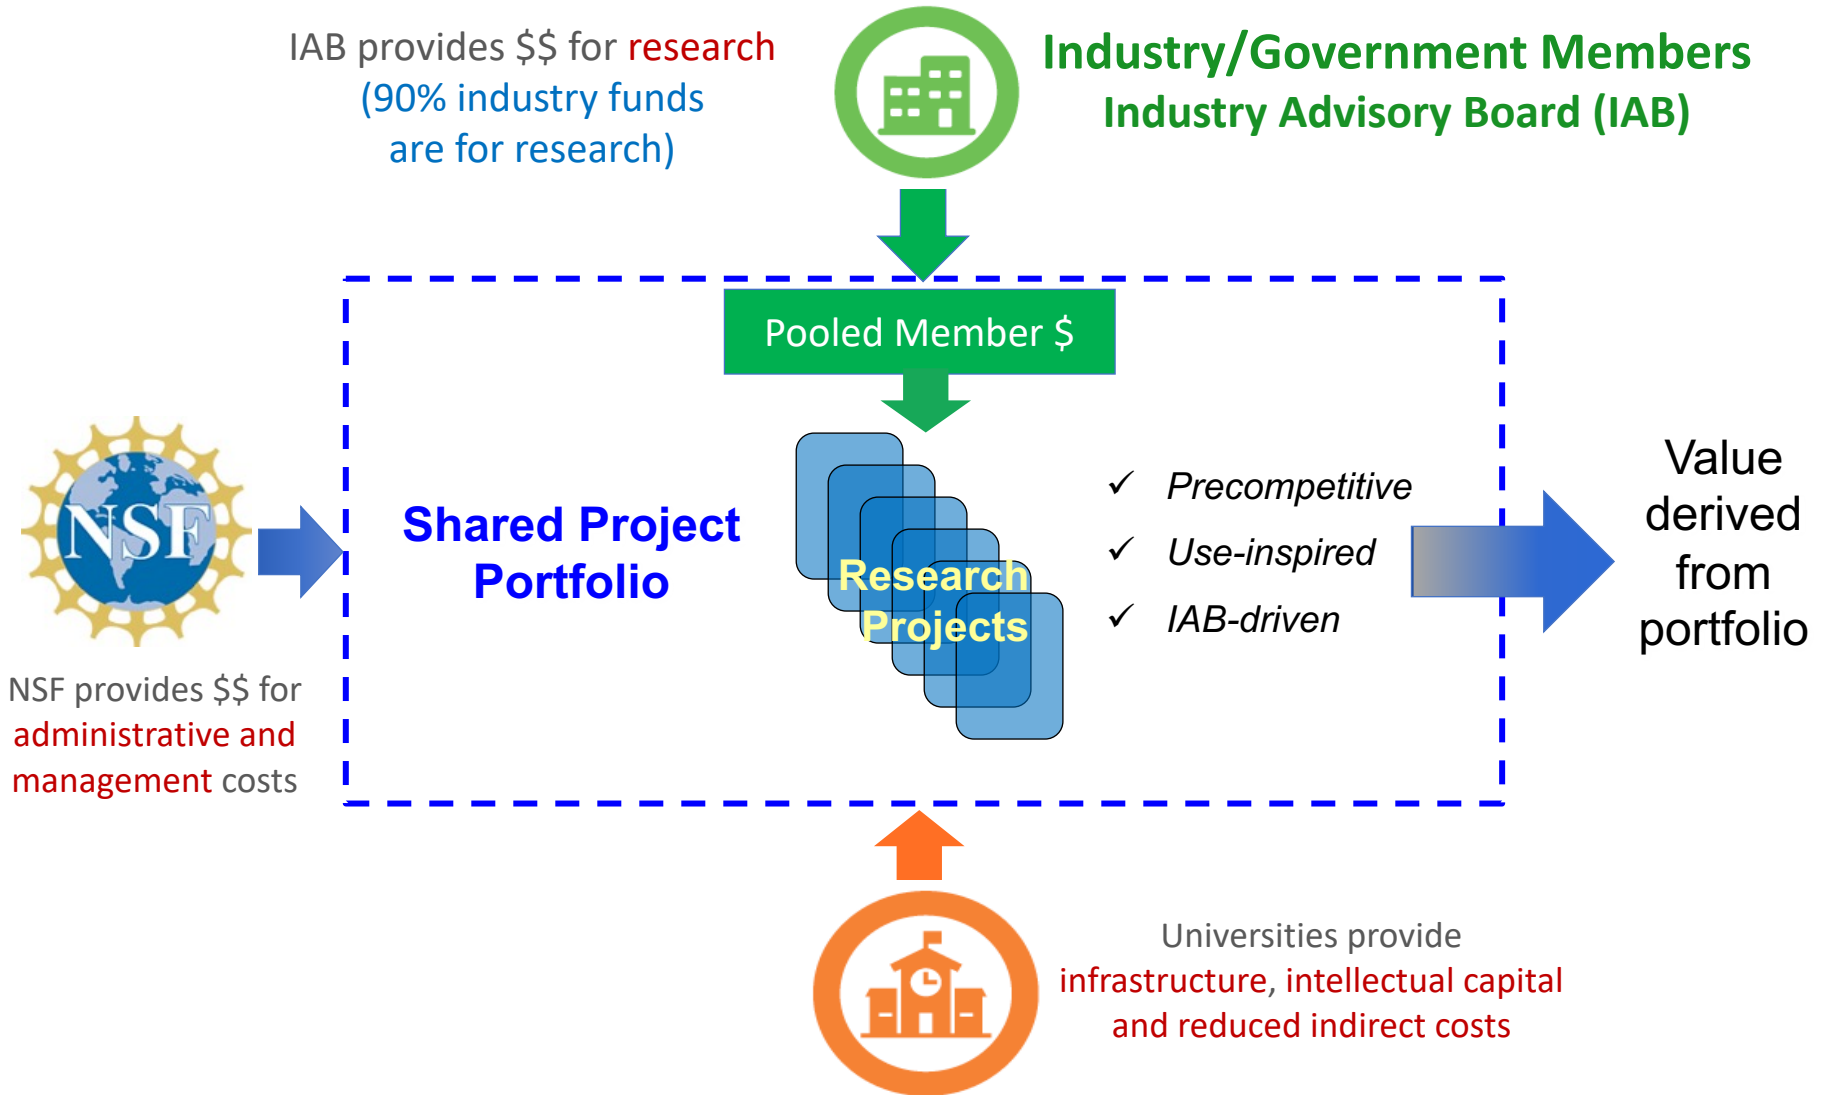 IAB provides $$ for research
(90% industry funds
are for research)
Industry/Government Members
Industry Advisory Board (IAB)
Pooled Member $
NSF
NSF provides $$ for
administrative and
management costs
Shared Project
Portfolio
Research
Projects
✓ Precompetitive
✓ Use-inspired
✓ IAB-driven
Value
derived
from
portfolio
Universities provide
infrastructure, intellectual capital
and reduced indirect costs